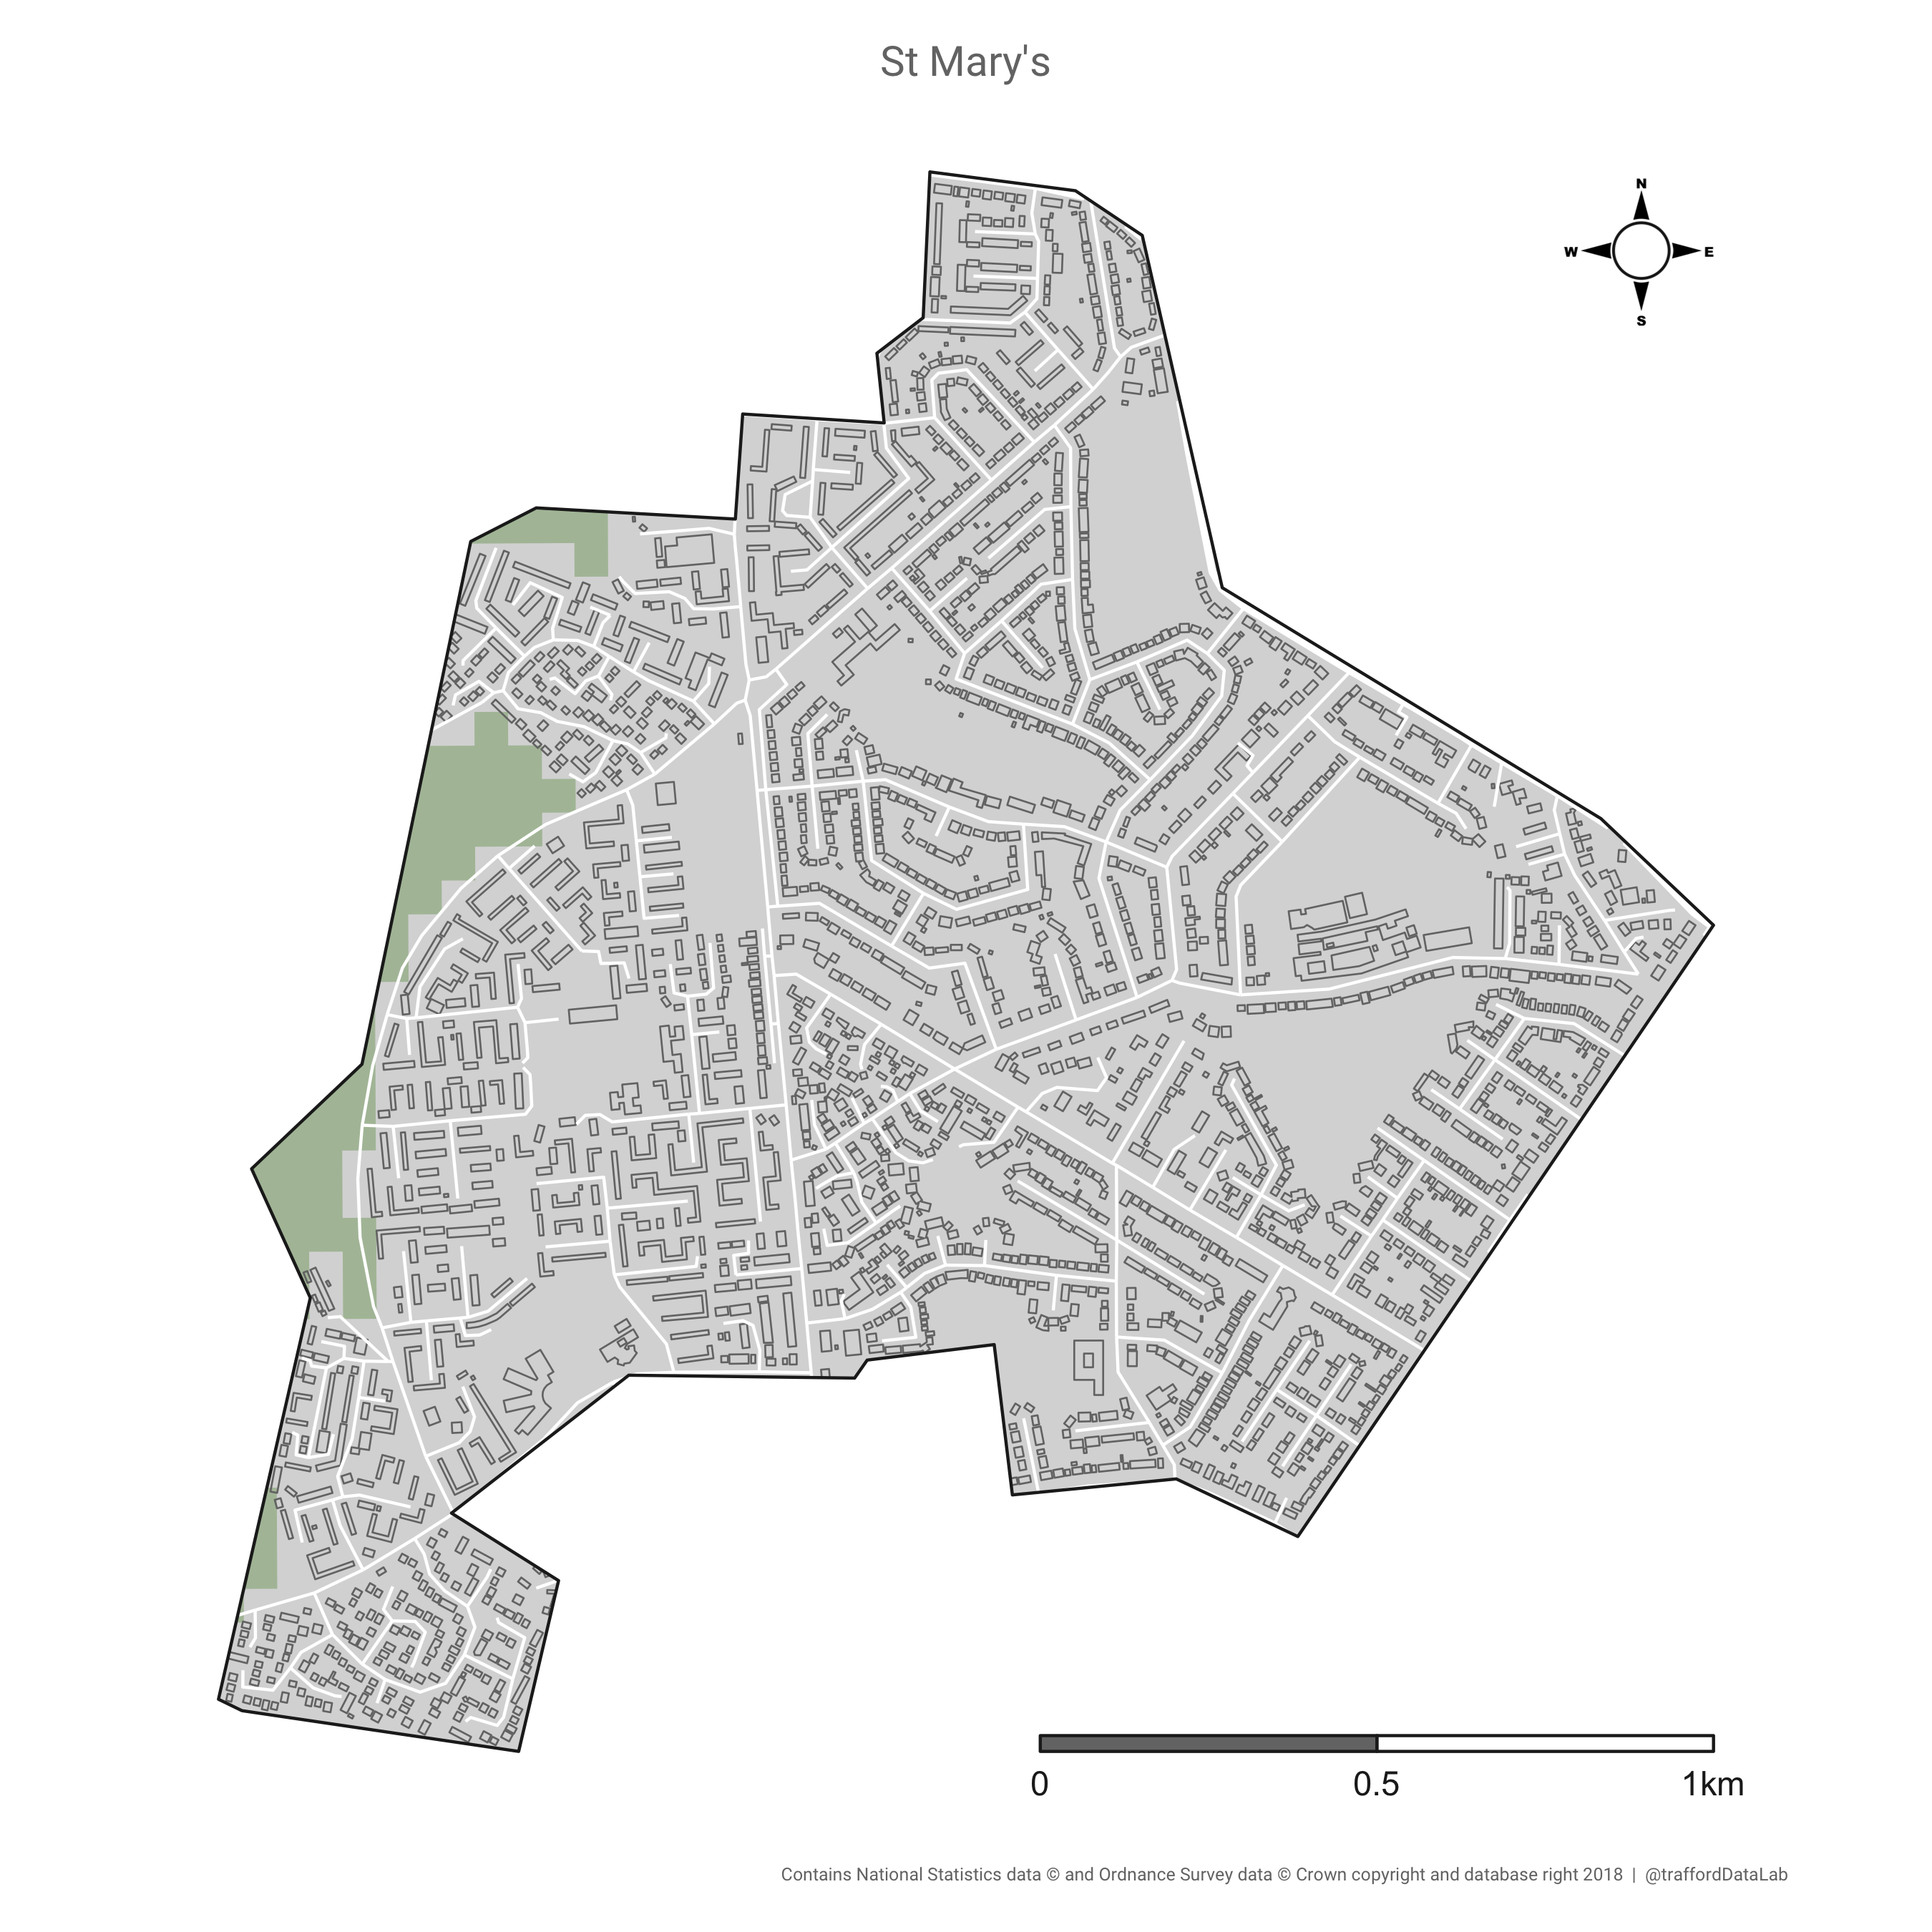 St Mary's
N
W E
S
0 0.5 1km
Contains National Statistics data © and Ordnance Survey data © Crown copyright and database right 2018 | @traffordDataLab